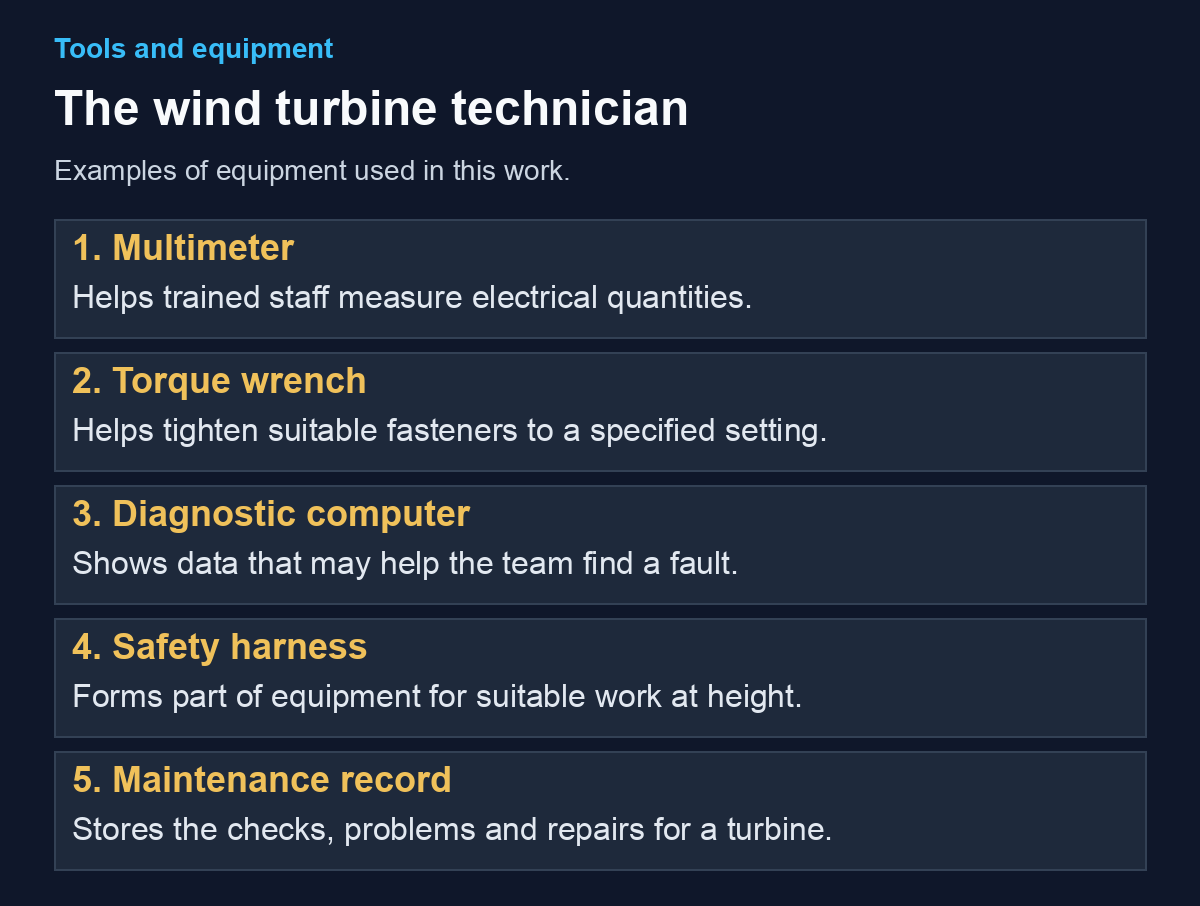 Tools and equipment
The wind turbine technician
Examples of equipment used in this work.
1. Multimeter
Helps trained staff measure electrical quantities.
2. Torque wrench
Helps tighten suitable fasteners to a specified setting.
3. Diagnostic computer
Shows data that may help the team find a fault.
4. Safety harness
Forms part of equipment for suitable work at height.
5. Maintenance record
Stores the checks, problems and repairs for a turbine.